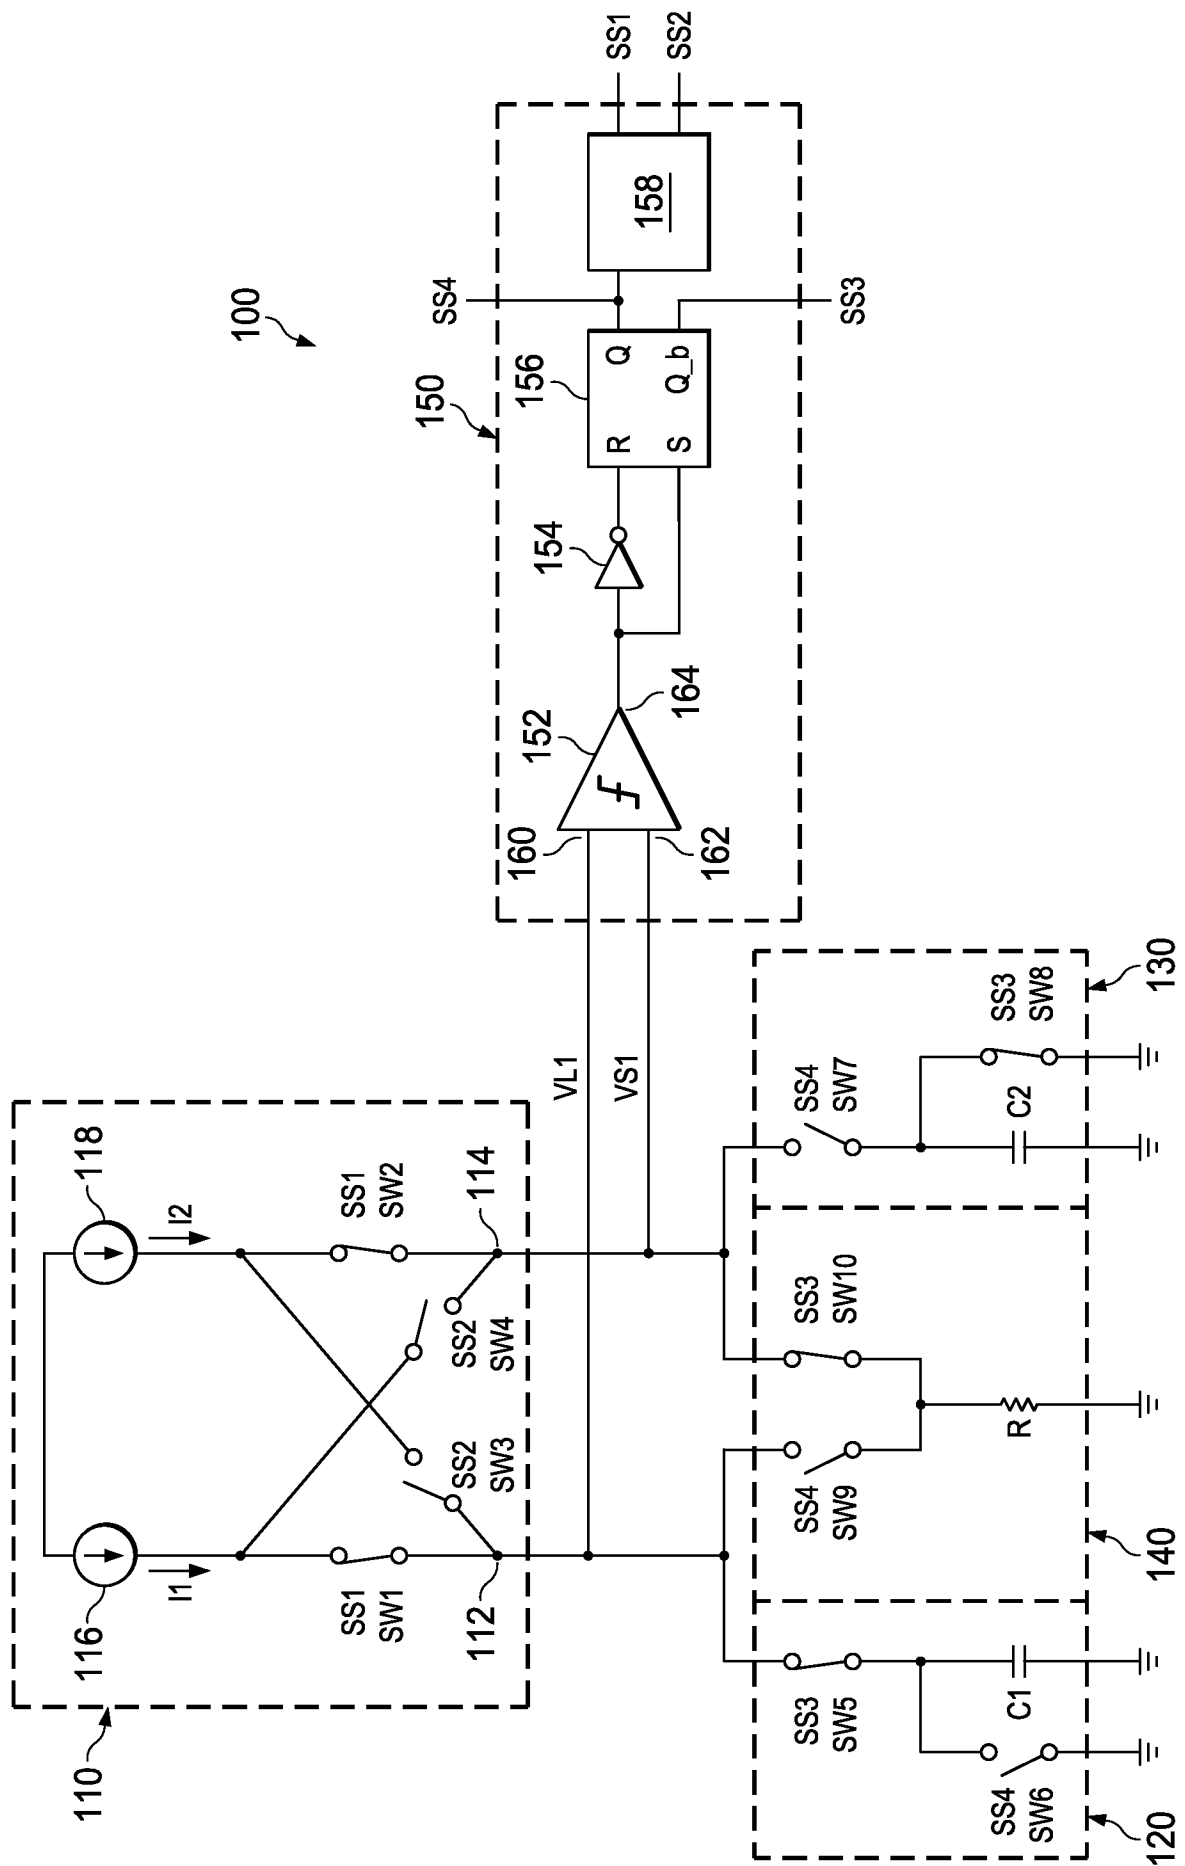 100
110
116
118
I1
I2
SS1
SW1
SS1
SW2
SS2
SW3
SS2
SW4
112
114
VL1
VS1
150
160
162
152
164
154
156
R
S
Q
Q_b
SS4
SS3
158
SS1
SS2
120
SS3
SW5
SS4
SW6
C1
140
SS4
SW9
SS3
SW10
R
130
SS4
SW7
SS3
SW8
C2